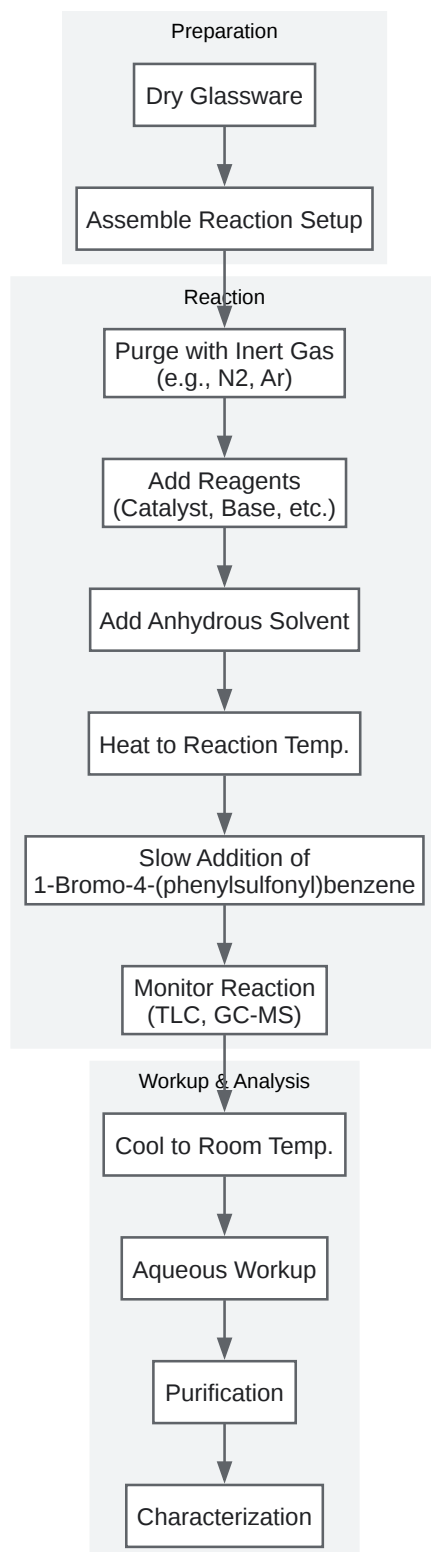 Preparation
Dry Glassware
Assemble Reaction Setup
Reaction
Purge with Inert Gas
(e.g., N2, Ar)
Add Reagents
(Catalyst, Base, etc.)
Add Anhydrous Solvent
Heat to Reaction Temp.
Slow Addition of
1-Bromo-4-(phenylsulfonyl)benzene
Monitor Reaction
(TLC, GC-MS)
Workup & Analysis
Cool to Room Temp.
Aqueous Workup
Purification
Characterization